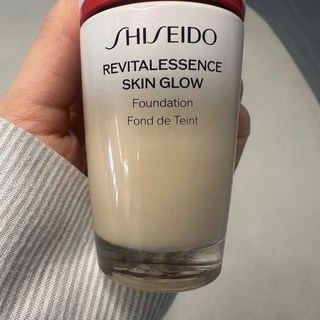 SHISEIDO
REVITALESSENCE
SKIN GLOW
Foundation
Fond de Teint